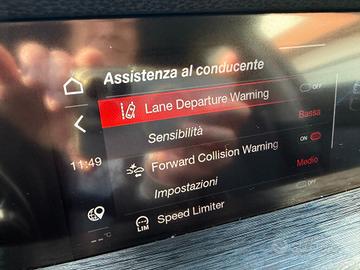 Assistenza al conducente
Lane Departure Warning OFF
Sensibilità Bassa
11:49
Forward Collision Warning ON
Impostazioni Medio
LIM Speed Limiter OFF
--°C